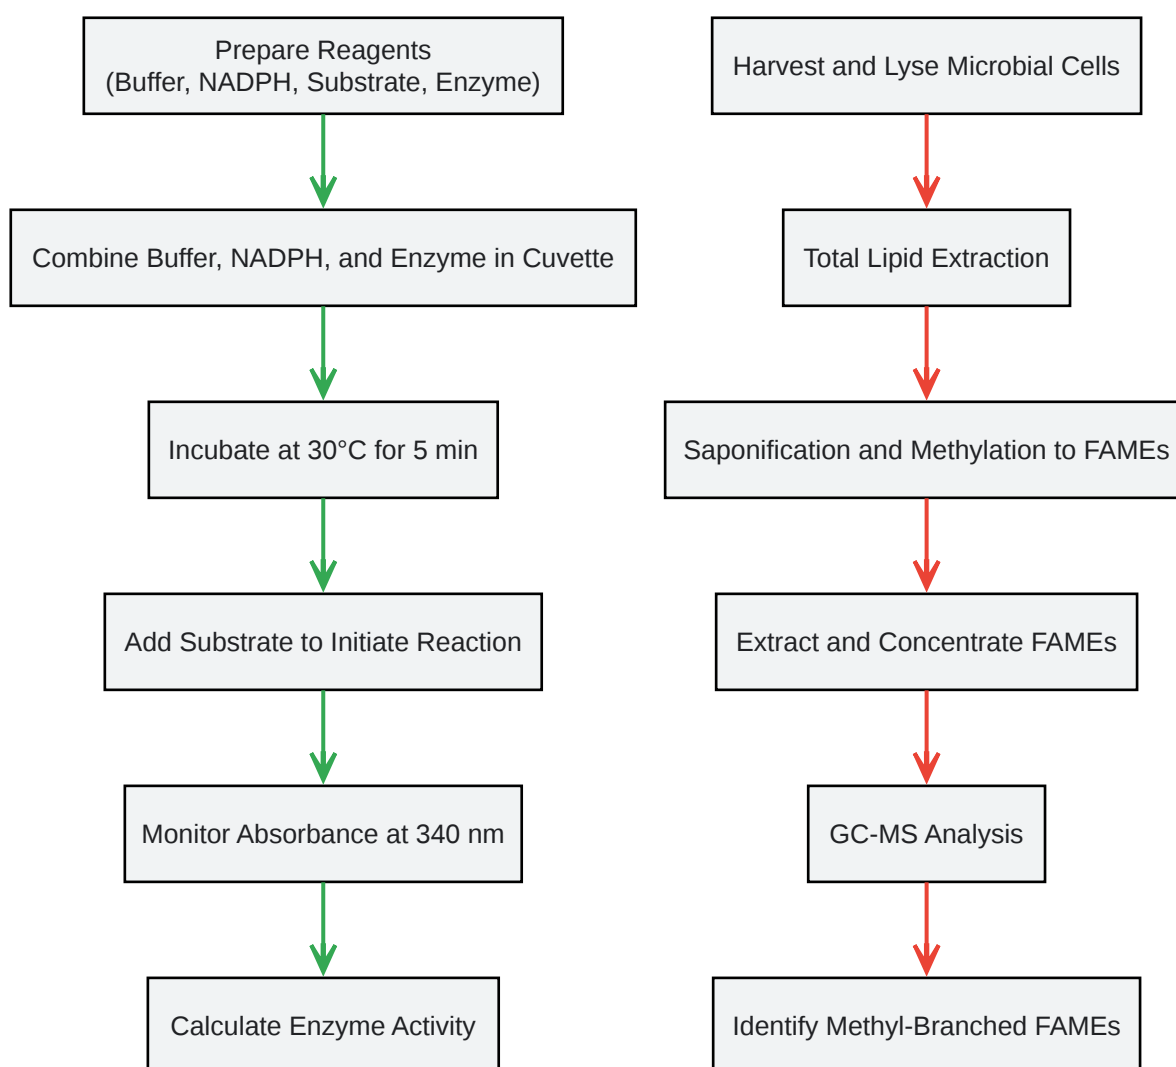 Prepare Reagents
(Buffer, NADPH, Substrate, Enzyme)
Combine Buffer, NADPH, and Enzyme in Cuvette
Incubate at 30°C for 5 min
Add Substrate to Initiate Reaction
Monitor Absorbance at 340 nm
Calculate Enzyme Activity
Harvest and Lyse Microbial Cells
Total Lipid Extraction
Saponification and Methylation to FAMEs
Extract and Concentrate FAMEs
GC-MS Analysis
Identify Methyl-Branched FAMEs